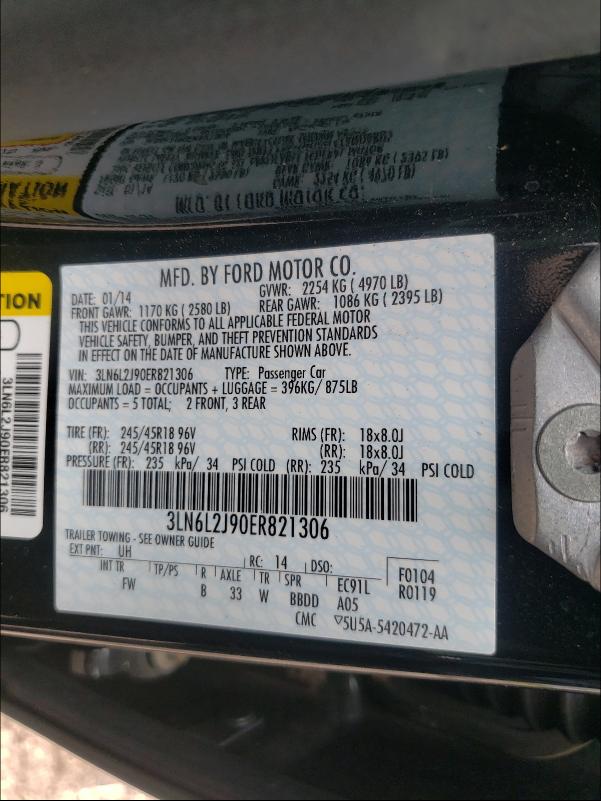 MFD. BY FORD MOTOR CO.
DATE: 01/14 GVWR: 2254 KG ( 4970 LB)
FRONT GAWR: 1170 KG ( 2580 LB) REAR GAWR: 1086 KG ( 2395 LB)
THIS VEHICLE CONFORMS TO ALL APPLICABLE FEDERAL MOTOR
VEHICLE SAFETY, BUMPER, AND THEFT PREVENTION STANDARDS
IN EFFECT ON THE DATE OF MANUFACTURE SHOWN ABOVE.
VIN: 3LN6L2J90ER821306 TYPE: Passenger Car
MAXIMUM LOAD = OCCUPANTS + LUGGAGE = 396KG/ 875LB
OCCUPANTS = 5 TOTAL; 2 FRONT, 3 REAR
TIRE (FR): 245/45R18 96V RIMS (FR): 18x8.0J
(RR): 245/45R18 96V (RR): 18x8.0J
PRESSURE (FR): 235 kPa/ 34 PSI COLD (RR): 235 kPa/ 34 PSI COLD
3LN6L2J90ER821306
TRAILER TOWING - SEE OWNER GUIDE
EXT PNT: UH RC: 14 DSO:
INT TR TP/PS R AXLE TR SPR EC91L F0104
FW B 33 W BBDD A05 R0119
CMC ▽5U5A-5420472-AA
TION
3LN6L2J90ER821306